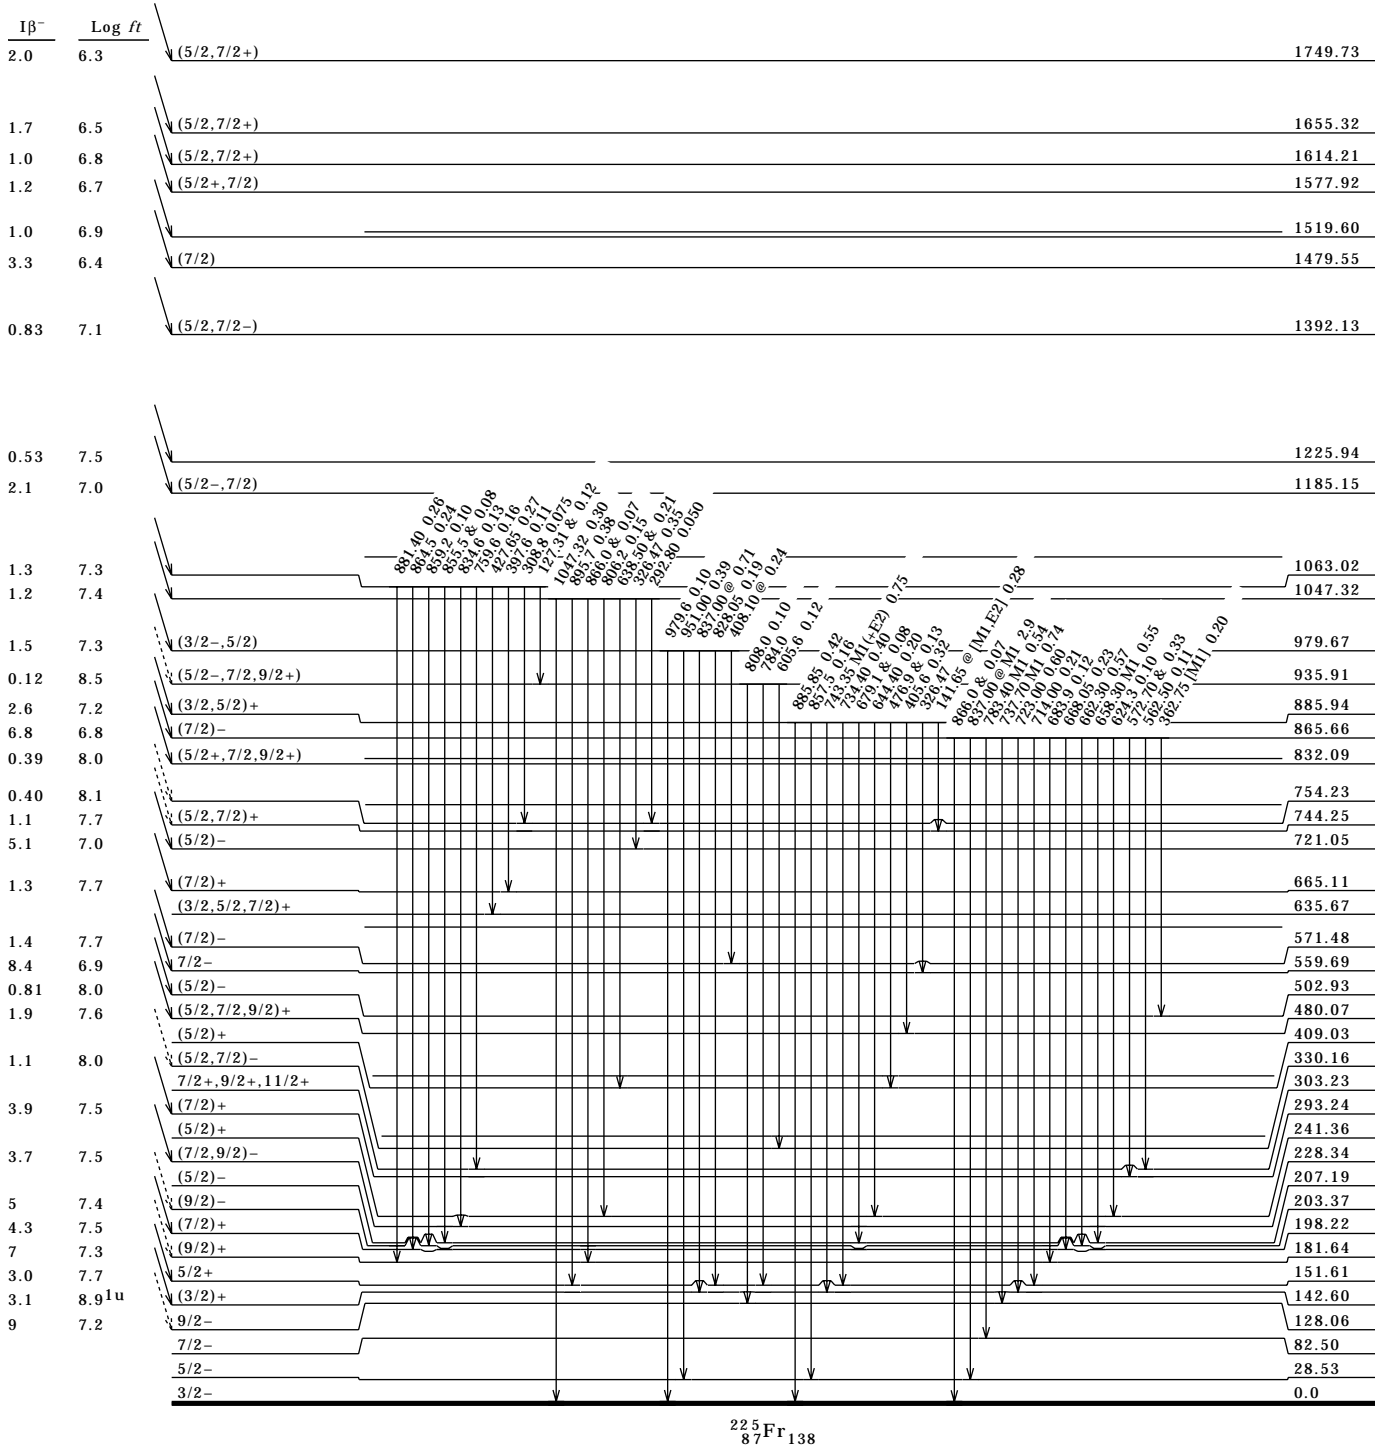 Iβ− Log ft
2.0 6.3 (5/2,7/2+) 1749.73
1.7 6.5 (5/2,7/2+) 1655.32
1.0 6.8 (5/2,7/2+) 1614.21
1.2 6.7 (5/2+,7/2) 1577.92
1.0 6.9 1519.60
3.3 6.4 (7/2) 1479.55
0.83 7.1 (5/2,7/2−) 1392.13
0.53 7.5 1225.94
2.1 7.0 (5/2−,7/2) 1185.15
1.3 7.3 1063.02
1.2 7.4 1047.32
1.5 7.3 (3/2−,5/2) 979.67
0.12 8.5 (5/2−,7/2,9/2+) 935.91
2.6 7.2 (3/2,5/2)+ 885.94
6.8 6.8 (7/2)− 865.66
0.39 8.0 (5/2+,7/2,9/2+) 832.09
0.40 8.1 754.23
1.1 7.7 (5/2,7/2)+ 744.25
5.1 7.0 (5/2)− 721.05
1.3 7.7 (7/2)+ 665.11
(3/2,5/2,7/2)+ 635.67
1.4 7.7 (7/2)− 571.48
8.4 6.9 7/2− 559.69
0.81 8.0 (5/2)− 502.93
1.9 7.6 (5/2,7/2,9/2)+ 480.07
(5/2)+ 409.03
1.1 8.0 (5/2,7/2)− 330.16
7/2+,9/2+,11/2+ 303.23
3.9 7.5 (7/2)+ 293.24
(5/2)+ 241.36
3.7 7.5 (7/2,9/2)− 228.34
(5/2)− 207.19
5 7.4 (9/2)− 203.37
4.3 7.5 (7/2)+ 198.22
7 7.3 (9/2)+ 181.64
3.0 7.7 5/2+ 151.61
3.1 8.9 1u (3/2)+ 142.60
9 7.2 9/2− 128.06
7/2− 82.50
5/2− 28.53
3/2− 0.0
881.40 0.26
864.5 0.24
859.2 0.10
855.5 & 0.08
834.6 0.13
759.6 0.16
427.65 0.27
397.6 0.11
308.8 0.075
127.31 & 0.12
1047.32 0.30
895.7 0.38
866.0 & 0.07
806.2 0.15
638.50 & 0.21
326.47 0.35
292.80 0.050
979.6 0.10
951.00 0.39
837.00 @ 0.71
828.05 0.19
408.10 @ 0.24
808.0 0.10
784.0
605.6 0.12
885.85 0.42
857.5 0.16
743.35 M1(+E2) 0.75
734.40 0.40
679.1 & 0.08
644.40 0.20
476.9 & 0.13
405.6 0.32
326.47
141.65 @ [M1,E2] 0.28
866.0 & 0.07
837.00 @ M1 2.9
783.40 M1 0.54
737.70 M1 0.74
723.00 0.60
714.00 0.21
683.9 0.12
668.05 0.23
662.30 0.57
658.30 M1 0.55
624.3 0.10
572.70 & 0.33
562.50 0.11
362.75 [M1] 0.20
225 87 Fr 138